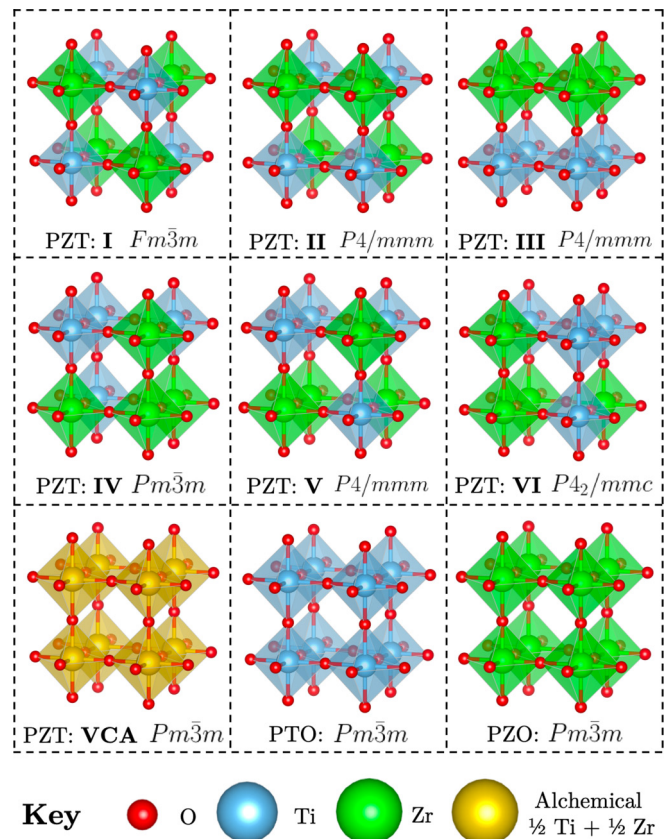 PZT: I Fm3̄m
PZT: II P4/mmm
PZT: III P4/mmm
PZT: IV Pm3̄m
PZT: V P4/mmm
PZT: VI P4₂/mmc
PZT: VCA Pm3̄m
PTO: Pm3̄m
PZO: Pm3̄m
Key
O
Ti
Zr
Alchemical
½ Ti + ½ Zr